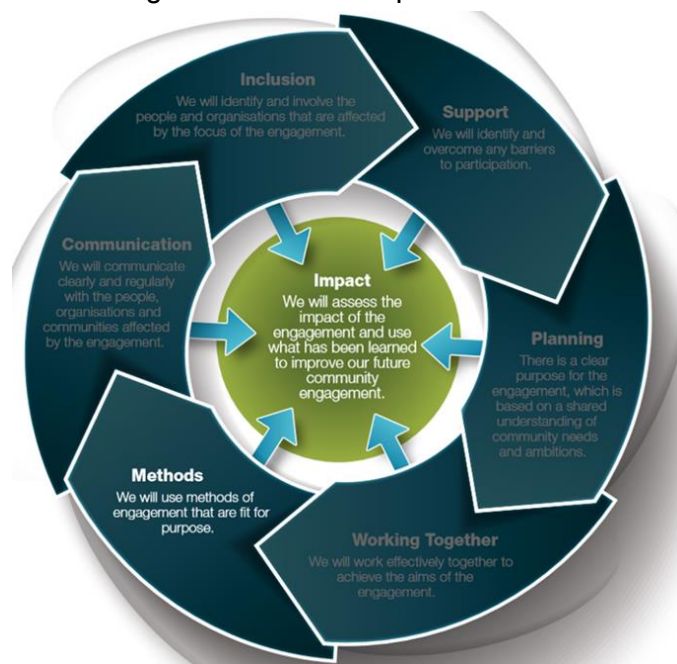 Inclusion
We will identify and involve the
people and organisations that are affected
by the focus of the engagement.
Support
We will identify and
overcome any barriers
to participation.
Planning
There is a clear
purpose for the
engagement, which is
based on a shared
understanding of
community needs
and ambitions.
Working Together
We will work effectively together to
achieve the aims of the
engagement.
Methods
We will use methods of
engagement that are fit for
purpose.
Communication
We will communicate
clearly and regularly
with the people,
organisations and
communities affected
by the engagement.
Impact
We will assess the
impact of the
engagement and use
what has been learned
to improve our future
community
engagement.